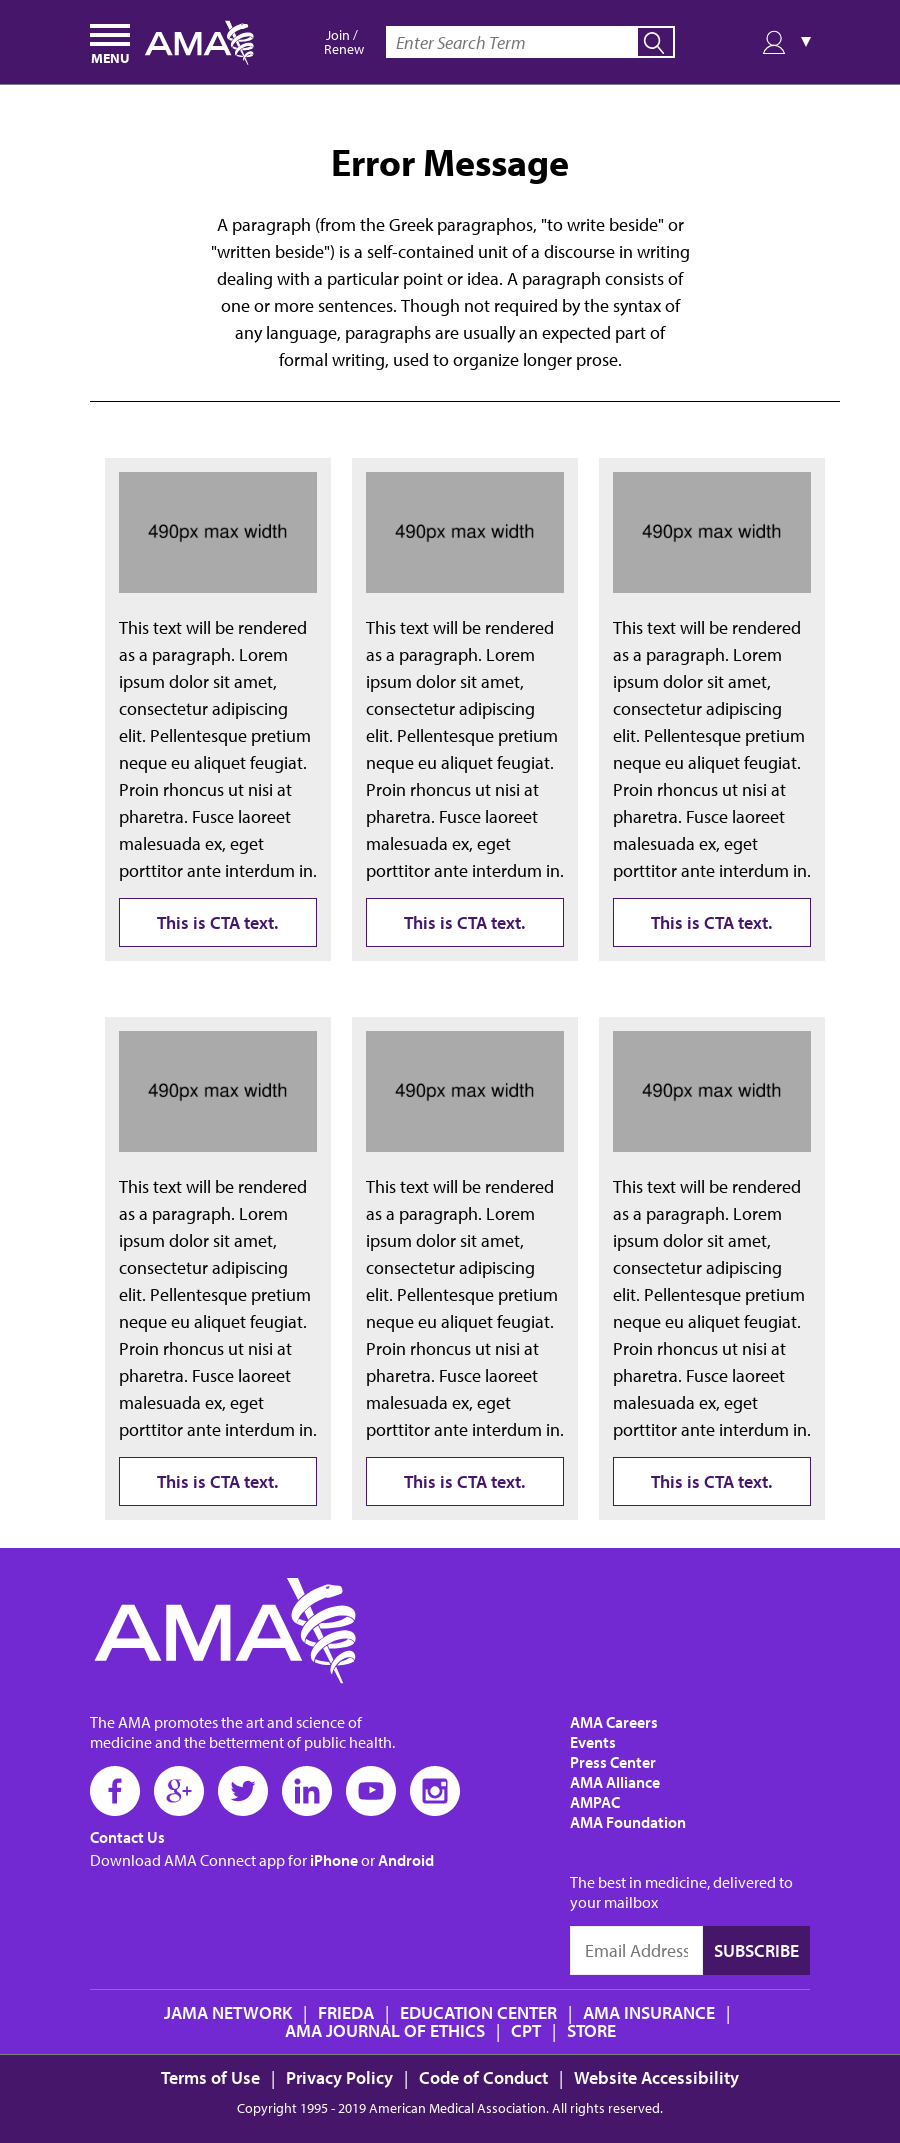 MENU
AMA
Join /
Renew
Enter Search Term
Error Message
A paragraph (from the Greek paragraphos, "to write beside" or
"written beside") is a self-contained unit of a discourse in writing
dealing with a particular point or idea. A paragraph consists of
one or more sentences. Though not required by the syntax of
any language, paragraphs are usually an expected part of
formal writing, used to organize longer prose.
490px max width
This text will be rendered
as a paragraph. Lorem
ipsum dolor sit amet,
consectetur adipiscing
elit. Pellentesque pretium
neque eu aliquet feugiat.
Proin rhoncus ut nisi at
pharetra. Fusce laoreet
malesuada ex, eget
porttitor ante interdum in.
This is CTA text.
490px max width
This text will be rendered
as a paragraph. Lorem
ipsum dolor sit amet,
consectetur adipiscing
elit. Pellentesque pretium
neque eu aliquet feugiat.
Proin rhoncus ut nisi at
pharetra. Fusce laoreet
malesuada ex, eget
porttitor ante interdum in.
This is CTA text.
490px max width
This text will be rendered
as a paragraph. Lorem
ipsum dolor sit amet,
consectetur adipiscing
elit. Pellentesque pretium
neque eu aliquet feugiat.
Proin rhoncus ut nisi at
pharetra. Fusce laoreet
malesuada ex, eget
porttitor ante interdum in.
This is CTA text.
490px max width
This text will be rendered
as a paragraph. Lorem
ipsum dolor sit amet,
consectetur adipiscing
elit. Pellentesque pretium
neque eu aliquet feugiat.
Proin rhoncus ut nisi at
pharetra. Fusce laoreet
malesuada ex, eget
porttitor ante interdum in.
This is CTA text.
490px max width
This text will be rendered
as a paragraph. Lorem
ipsum dolor sit amet,
consectetur adipiscing
elit. Pellentesque pretium
neque eu aliquet feugiat.
Proin rhoncus ut nisi at
pharetra. Fusce laoreet
malesuada ex, eget
porttitor ante interdum in.
This is CTA text.
490px max width
This text will be rendered
as a paragraph. Lorem
ipsum dolor sit amet,
consectetur adipiscing
elit. Pellentesque pretium
neque eu aliquet feugiat.
Proin rhoncus ut nisi at
pharetra. Fusce laoreet
malesuada ex, eget
porttitor ante interdum in.
This is CTA text.
AMA
The AMA promotes the art and science of
medicine and the betterment of public health.
Contact Us
Download AMA Connect app for iPhone or Android
AMA Careers
Events
Press Center
AMA Alliance
AMPAC
AMA Foundation
The best in medicine, delivered to
your mailbox
Email Address
SUBSCRIBE
JAMA NETWORK | FRIEDA | EDUCATION CENTER | AMA INSURANCE |
AMA JOURNAL OF ETHICS | CPT | STORE
Terms of Use | Privacy Policy | Code of Conduct | Website Accessibility
Copyright 1995 - 2019 American Medical Association. All rights reserved.